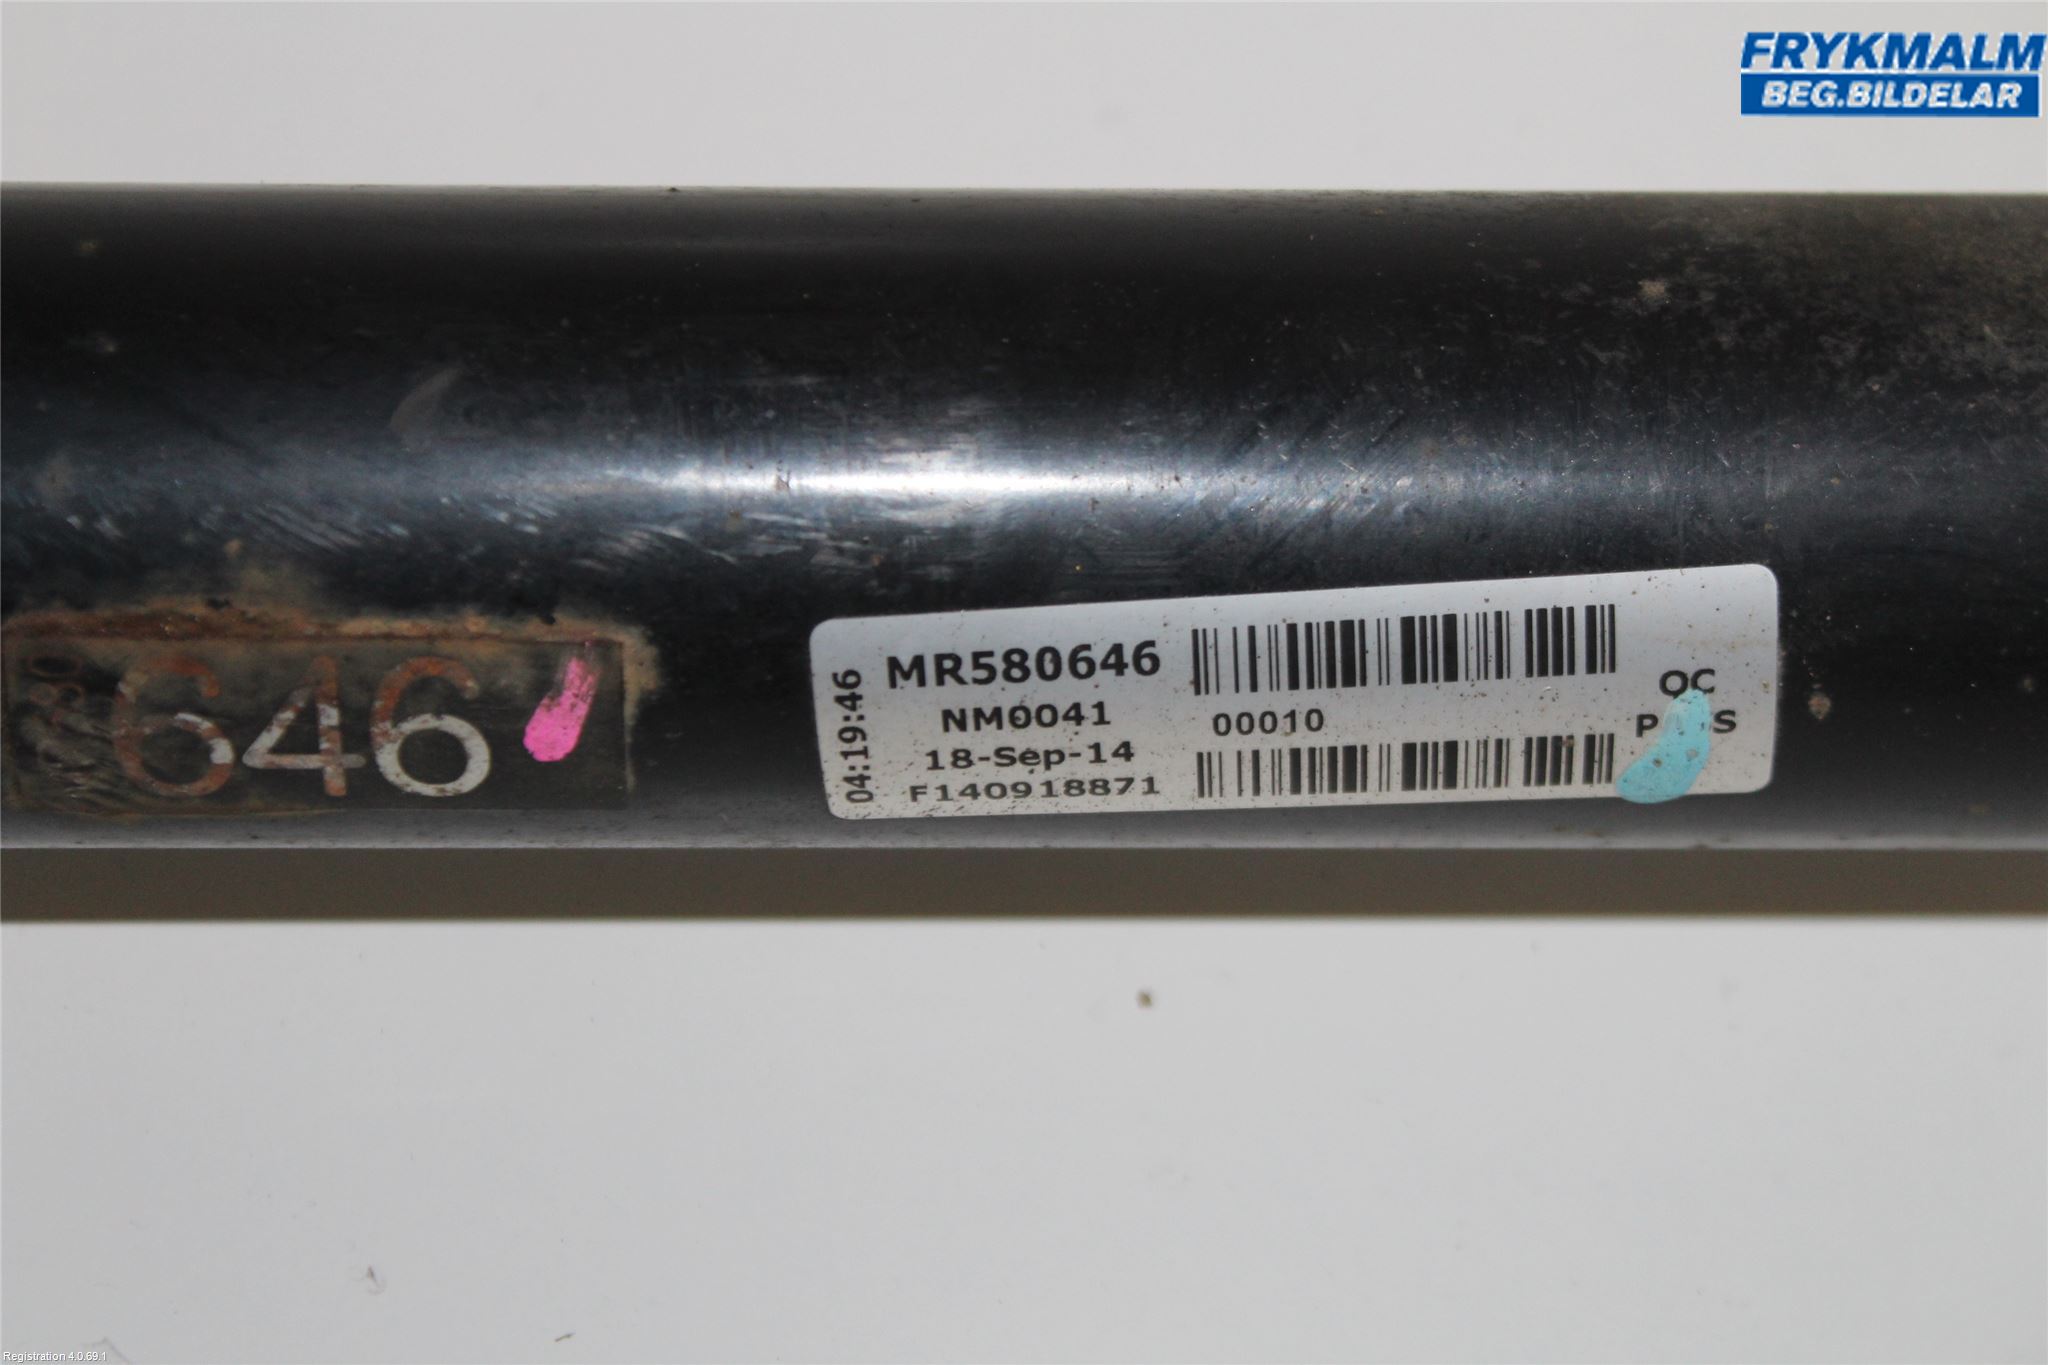 FRYKMALM
BEG.BILDELAR
646
04:19:46
MR580646
NM0041
18-Sep-14
F140918871
00010
QC
Registration 4.0.69.1